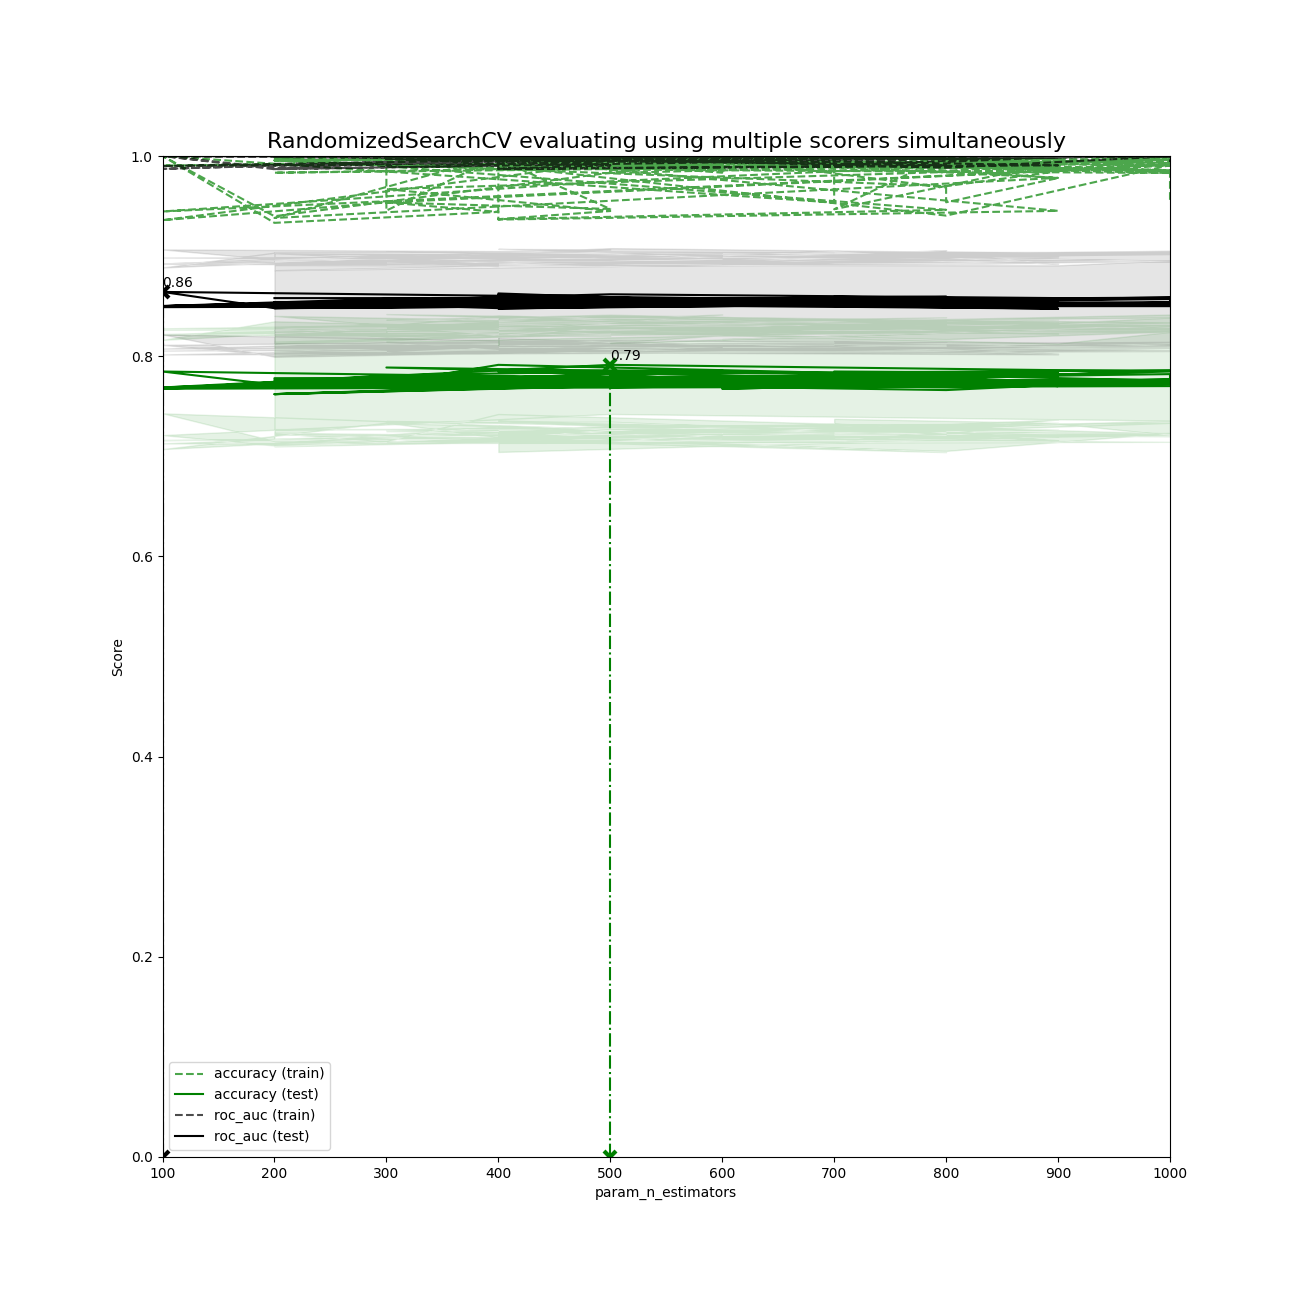 RandomizedSearchCV evaluating using multiple scorers simultaneously
1.0
0.86
0.8
0.79
0.6
Score
0.4
0.2
accuracy (train)
accuracy (test)
roc_auc (train)
roc_auc (test)
0.0
100 200 300 400 500 600 700 800 900 1000
param_n_estimators